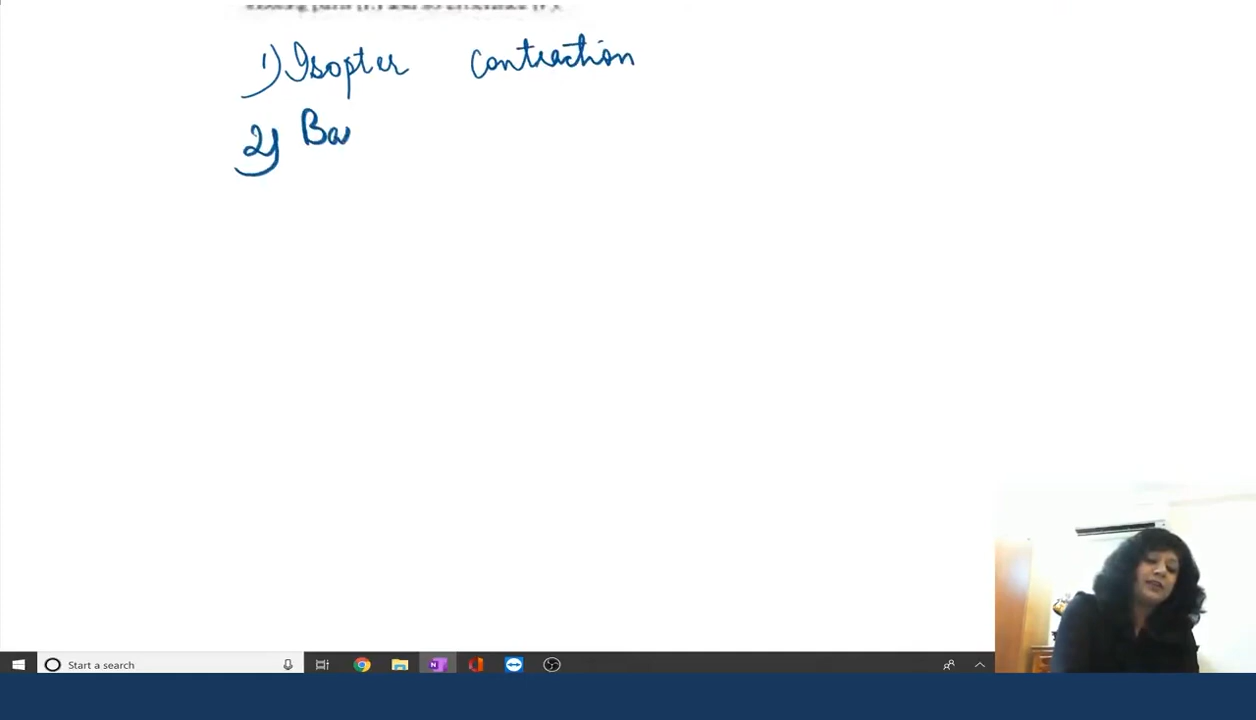 1) Isopter contraction
2) Ba
Start a search